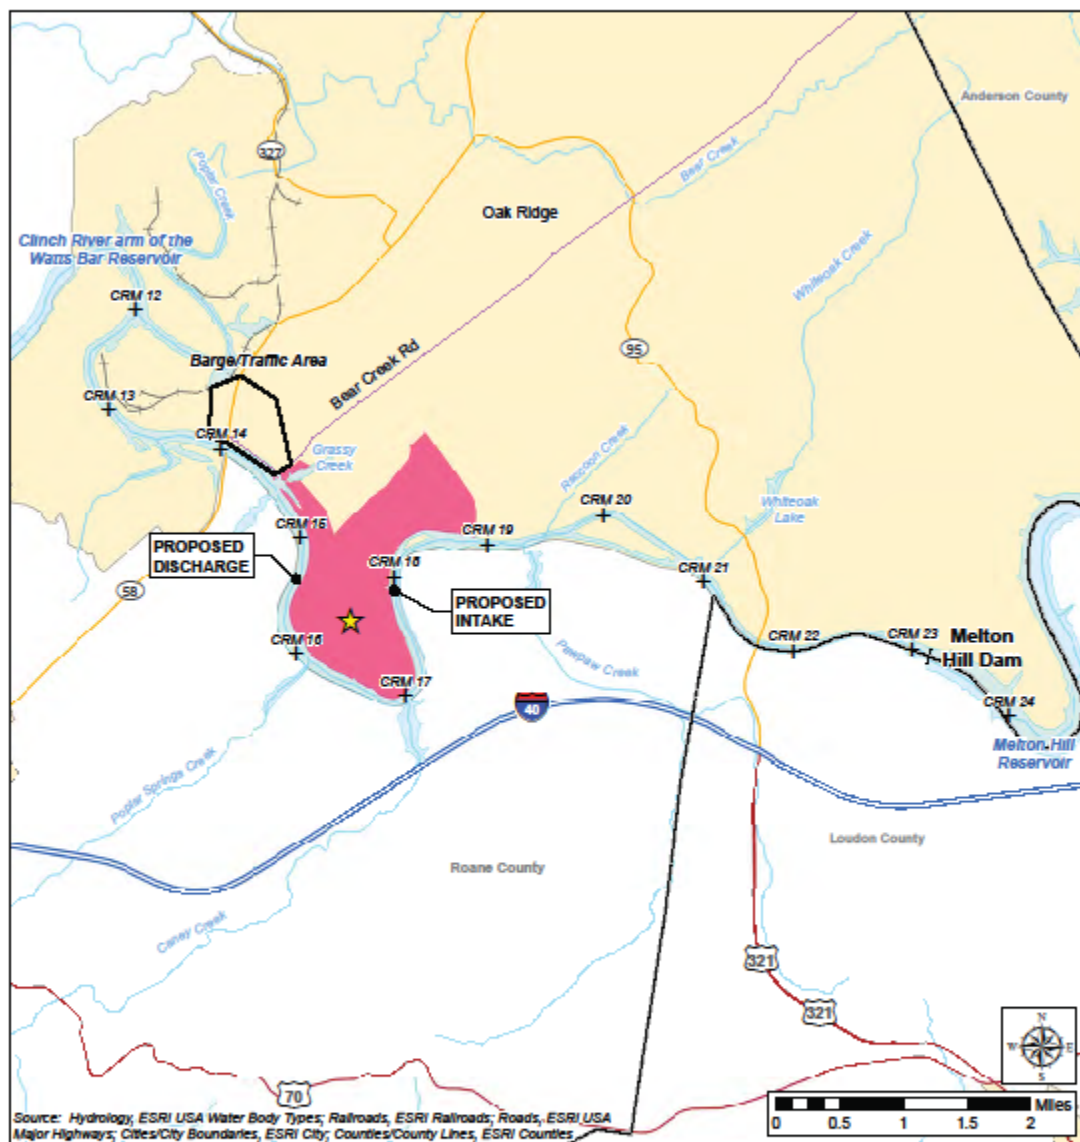 Anderson County
327
Poplar Creek
Bear Creek
Oak Ridge
Clinch River arm of the
Watts Bar Reservoir
Whiteoak Creek
CRM 12
95
Barge/Traffic Area
Bear Creek Rd
CRM 13
CRM 14
Grassy
Creek
Raccoon Creek
CRM 20
Whiteoak
Lake
CRM 15
CRM 19
PROPOSED
DISCHARGE
CRM 18
CRM 21
58
PROPOSED
INTAKE
CRM 16
CRM 22
CRM 23
Melton
Hill Dam
Pawpaw Creek
CRM 17
40
CRM 24
Melton Hill
Reservoir
Poplar Springs Creek
Loudon County
Roane County
Caney Creek
321
321
N
W E
S
70
Miles
0 0.5 1 1.5 2
Source: Hydrology, ESRI USA Water Body Types; Railroads, ESRI Railroads; Roads, ESRI USA
Major Highways; Cities/City Boundaries, ESRI City; Counties/County Lines, ESRI Counties